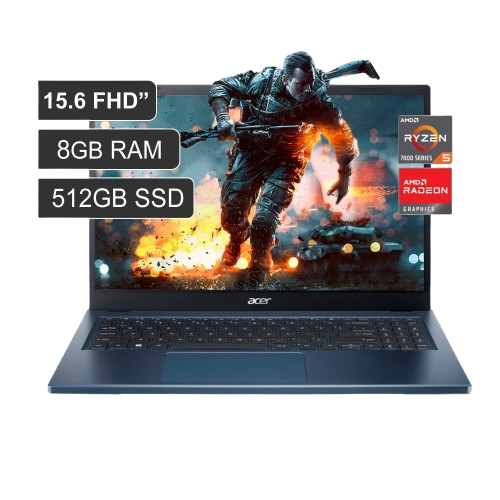 15.6 FHD”
8GB RAM
512GB SSD
AMD
RYZEN
7000 SERIES 5
AMD
RADEON
GRAPHICS
acer